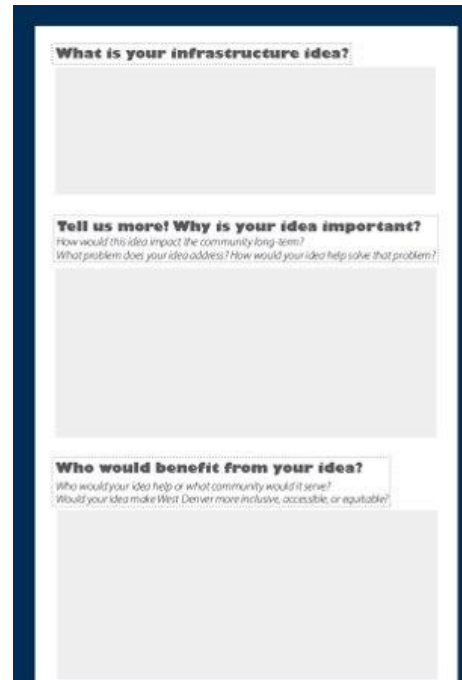 What is your infrastructure idea?
Tell us more! Why is your idea important?
How would this idea impact the community long-term?
What problem does your idea address? How would your idea help solve that problem?
Who would benefit from your idea?
Who would your idea help or what community would it serve?
Would your idea make West Denver more inclusive, accessible, or equitable?